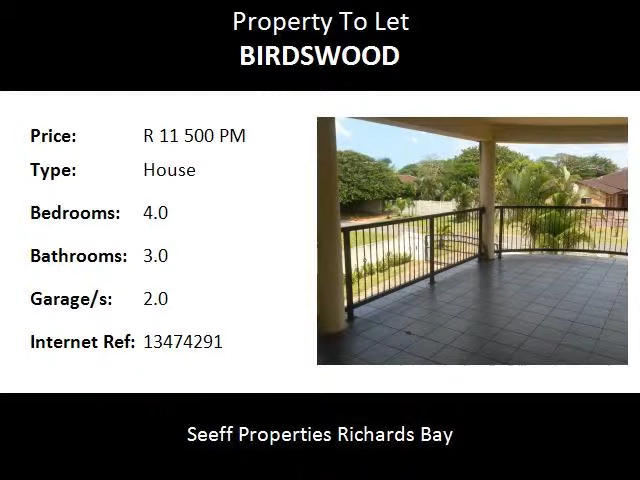 Property To Let
BIRDSWOOD
Price: R 11 500 PM
Type: House
Bedrooms: 4.0
Bathrooms: 3.0
Garage/s: 2.0
Internet Ref: 13474291
Seeff Properties Richards Bay